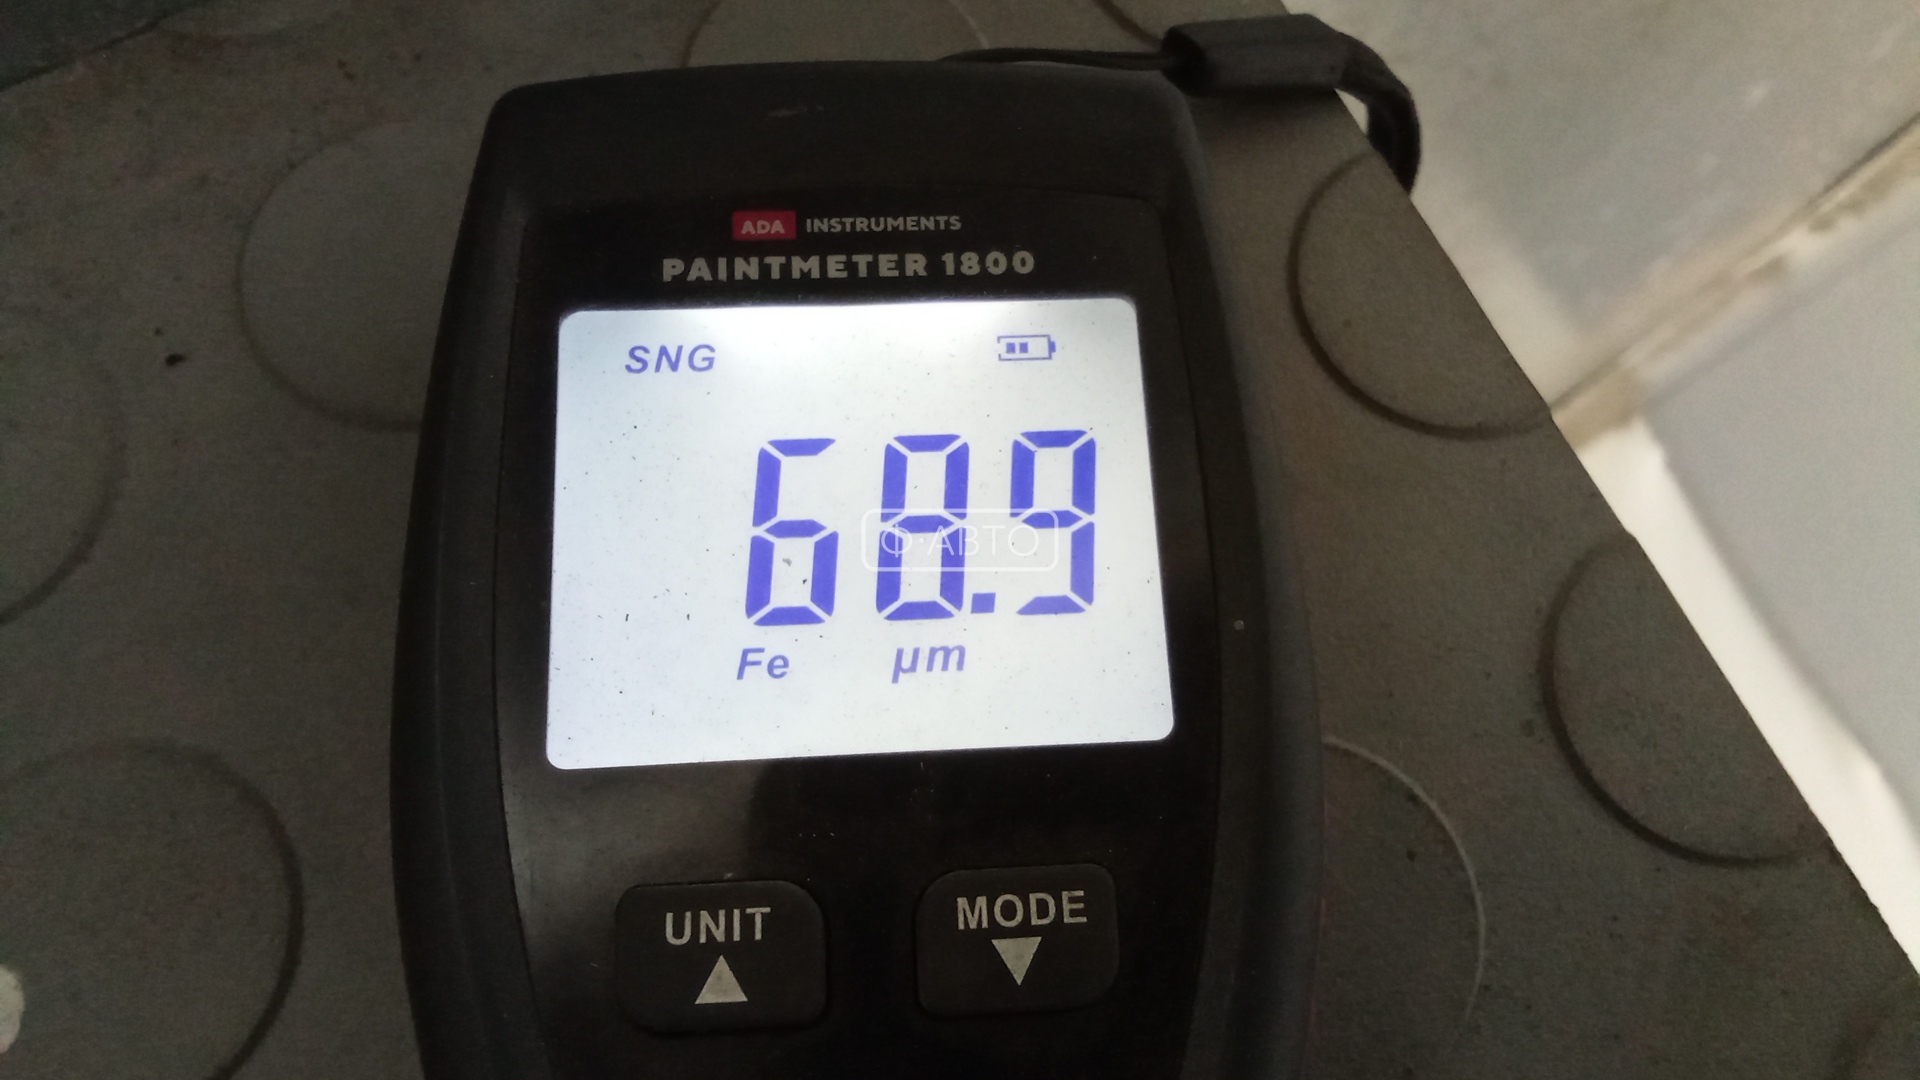 ADA INSTRUMENTS
PAINTMETER 1800
SNG
68.9
Ф·АВТО
Fe µm
UNIT MODE